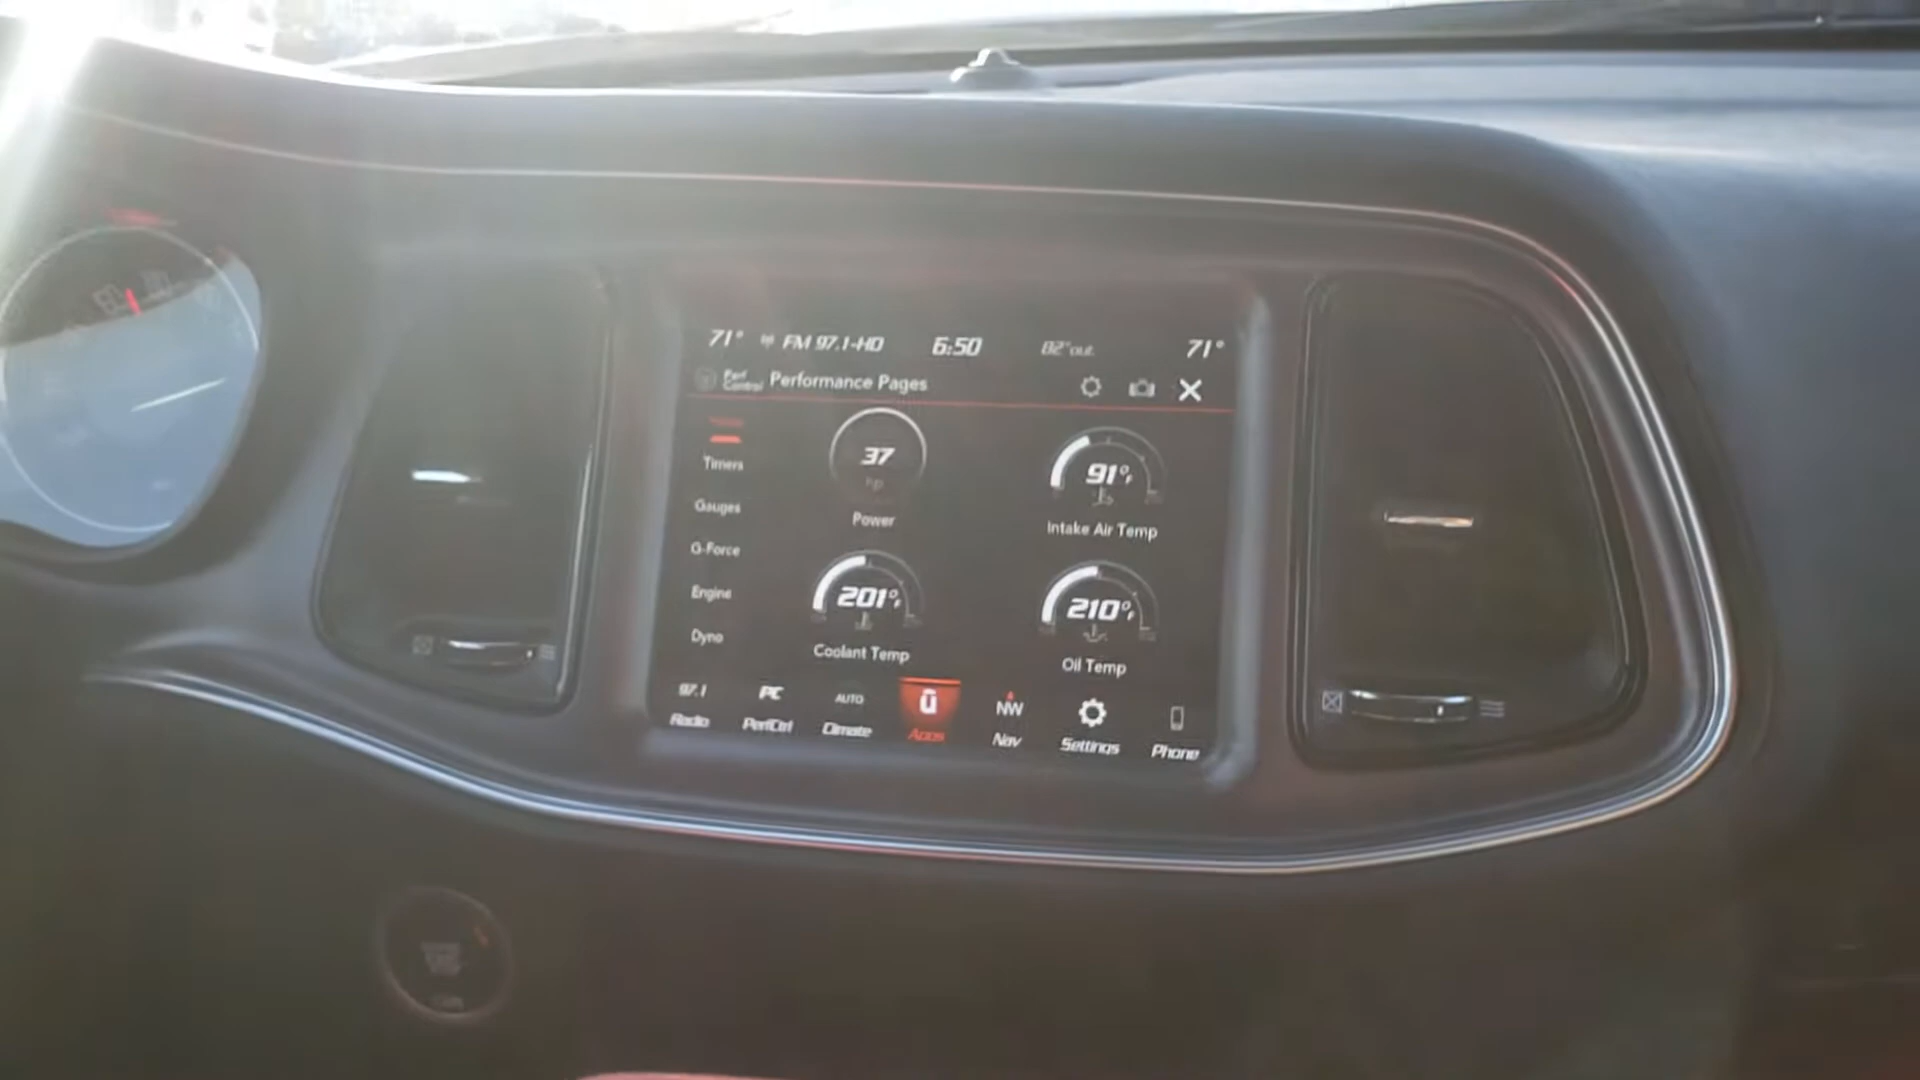 71° FM 97.1-HD 6:50 82°out. 71°
Perf Control Performance Pages
Timers
Gauges
G-Force
Engine
Dyno
37
hp
Power
91°F
Intake Air Temp
201°F
Coolant Temp
210°F
Oil Temp
97.1 PC AUTO û NW
Radio PerfCtrl Climate Apps Nav Settings Phone